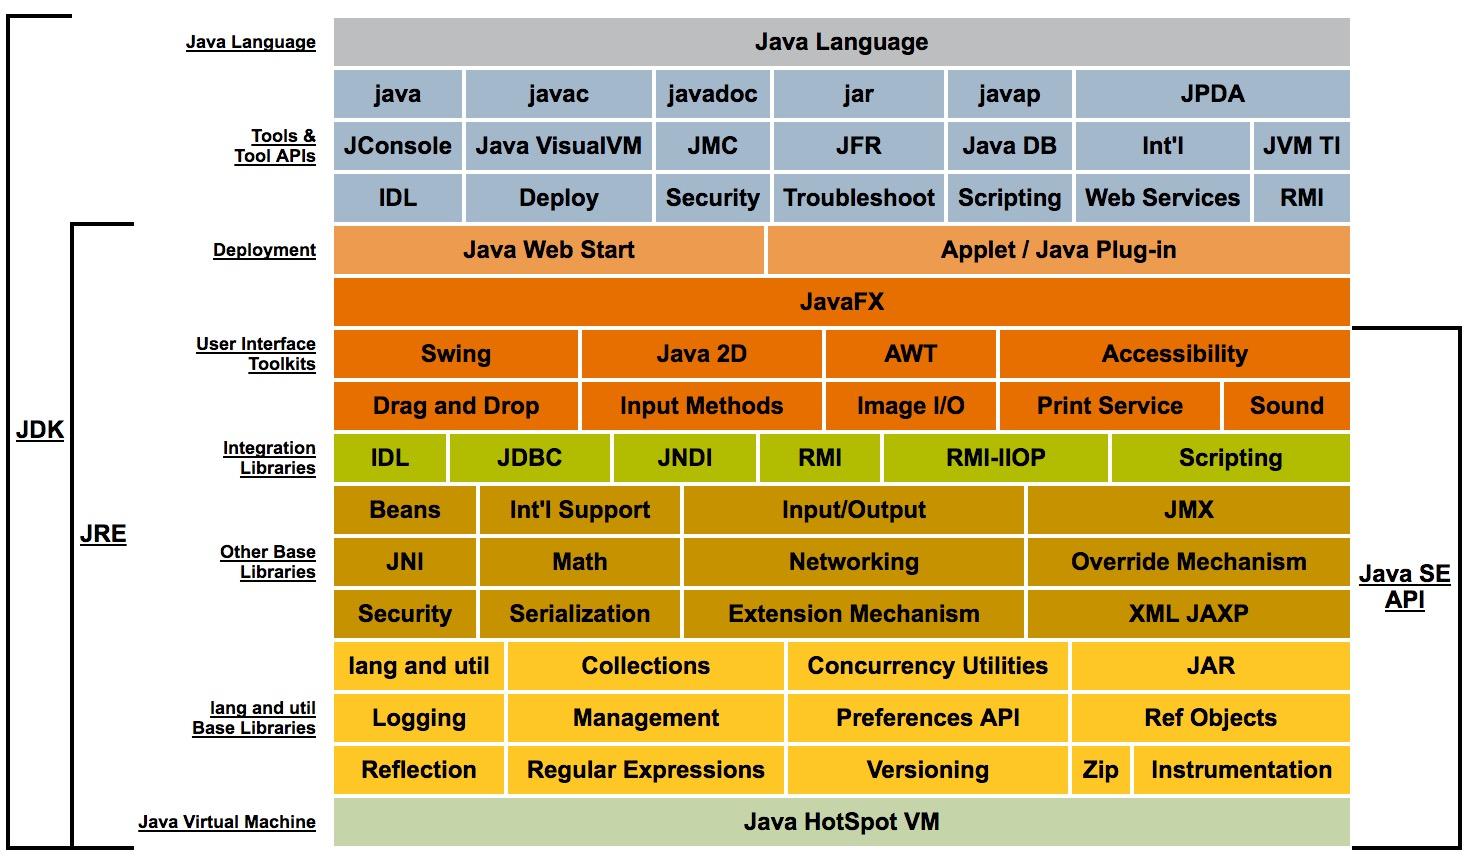 Java Language
Java Language
java javac javadoc jar javap JPDA
Tools &
Tool APIs
JConsole Java VisualVM JMC JFR Java DB Int'l JVM TI
IDL Deploy Security Troubleshoot Scripting Web Services RMI
Deployment
Java Web Start Applet / Java Plug-in
JavaFX
User Interface
Toolkits
Swing Java 2D AWT Accessibility
Drag and Drop Input Methods Image I/O Print Service Sound
JDK
Integration
Libraries
IDL JDBC JNDI RMI RMI-IIOP Scripting
Beans Int'l Support Input/Output JMX
JRE
Other Base
Libraries
JNI Math Networking Override Mechanism
Java SE
API
Security Serialization Extension Mechanism XML JAXP
lang and util Collections Concurrency Utilities JAR
lang and util
Base Libraries
Logging Management Preferences API Ref Objects
Reflection Regular Expressions Versioning Zip Instrumentation
Java Virtual Machine
Java HotSpot VM